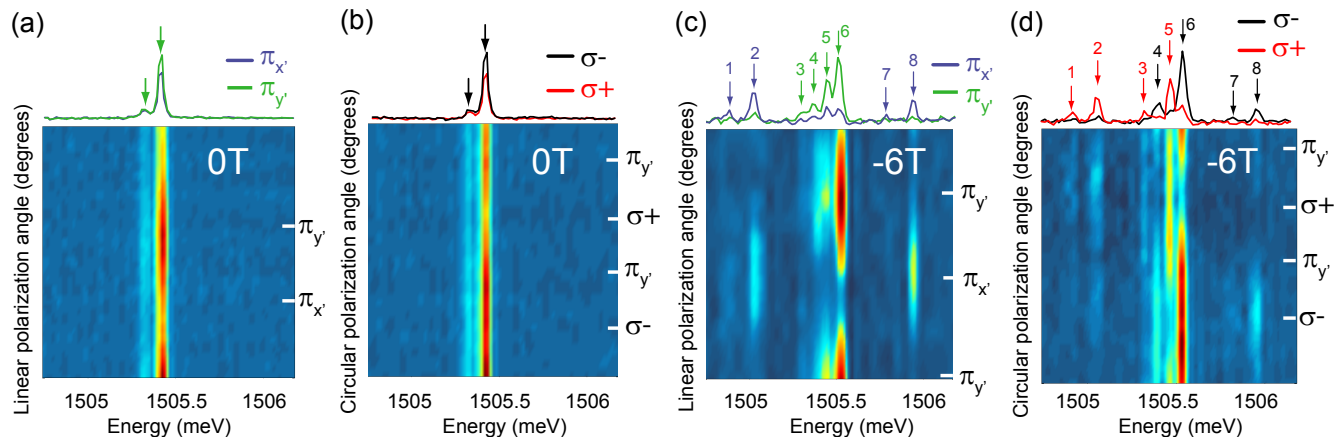 (a)
π_x'
π_y'
Linear polarization angle (degrees)
0T
π_y'
π_x'
1505 1505.5 1506
Energy (meV)
(b)
σ-
σ+
Circular polarization angle (degrees)
0T
π_y'
σ+
π_y'
σ-
1505 1505.5 1506
Energy (meV)
(c)
1 2 3 4 5 6 7 8
π_x'
π_y'
Linear polarization angle (degrees)
-6T
π_y'
π_x'
π_y'
1505 1505.5 1506
Energy (meV)
(d)
1 2 3 4 5 6 7 8
σ-
σ+
Circular polarization angle (degrees)
-6T
π_y'
σ+
π_y'
σ-
1505 1505.5 1506
Energy (meV)